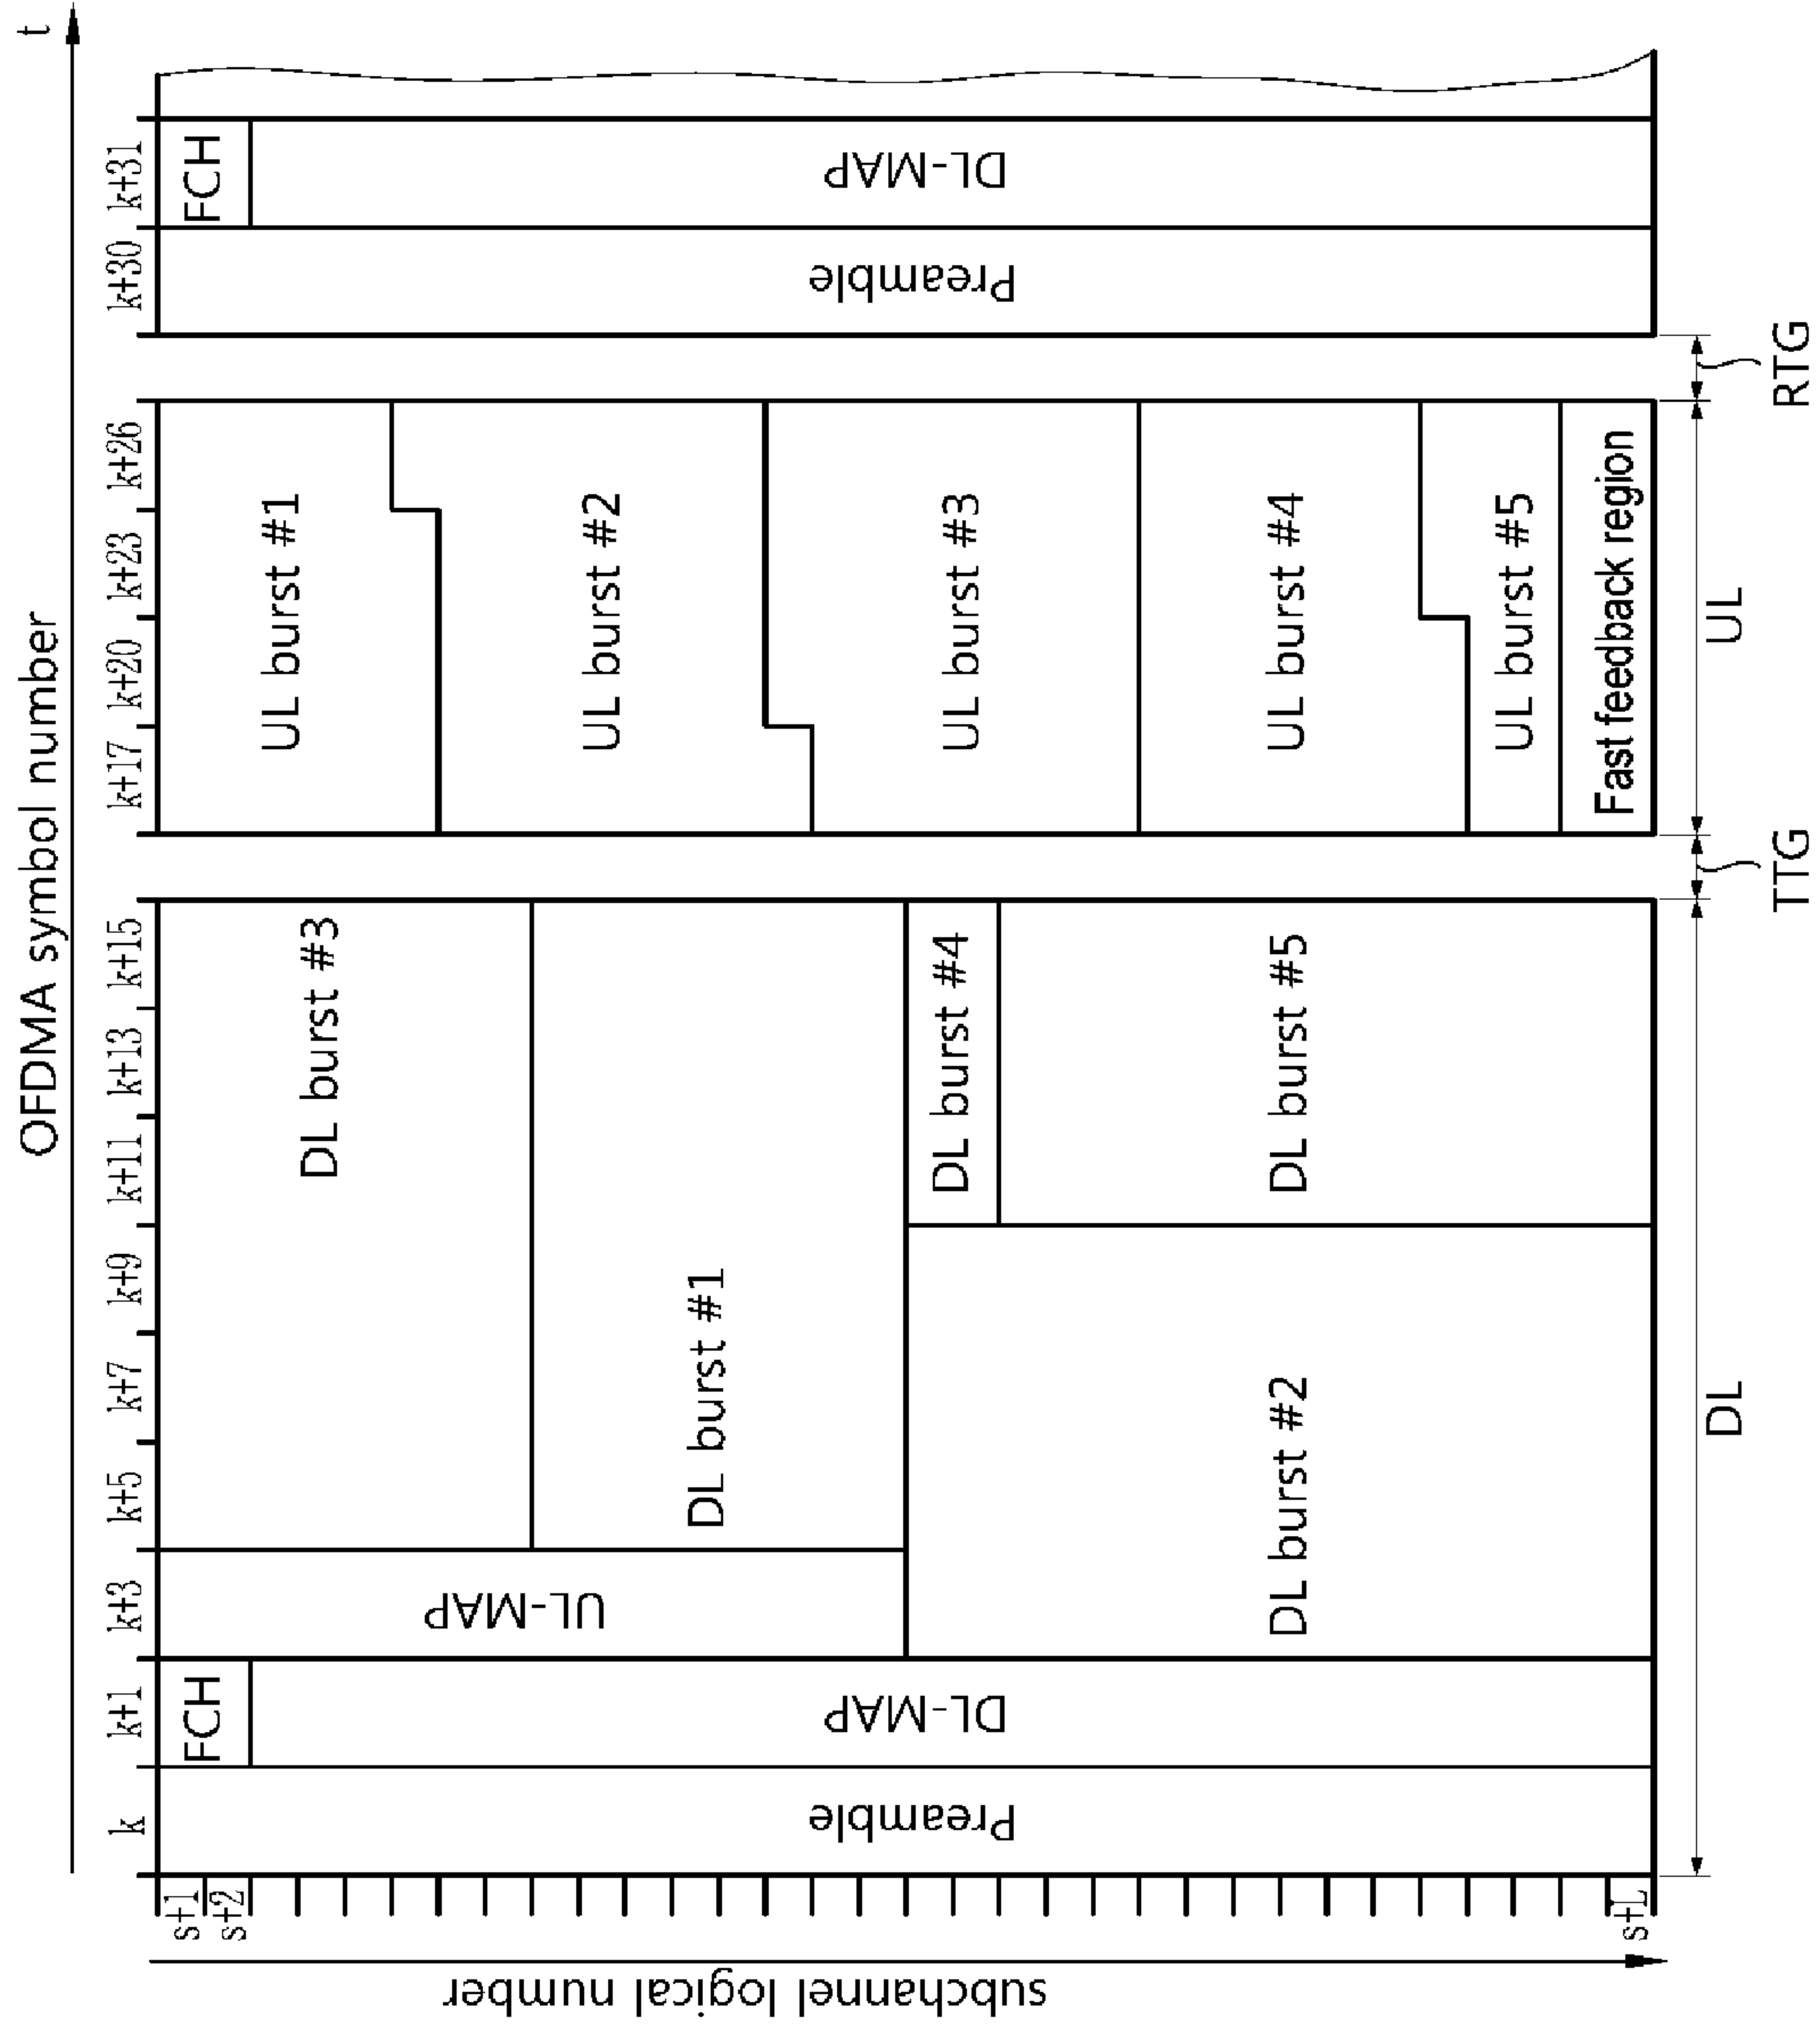 OFDMA symbol number
t
k
k+1
k+3
k+5
k+7
k+9
k+11
k+13
k+15
k+17
k+20
k+23
k+26
k+30
k+31
subchannel logical number
s+1
s+2
s+L
Preamble
FCH
DL-MAP
UL-MAP
DL burst #3
DL burst #1
DL burst #2
DL burst #4
DL burst #5
UL burst #1
UL burst #2
UL burst #3
UL burst #4
UL burst #5
Fast feedback region
Preamble
FCH
DL-MAP
DL
TTG
UL
RTG